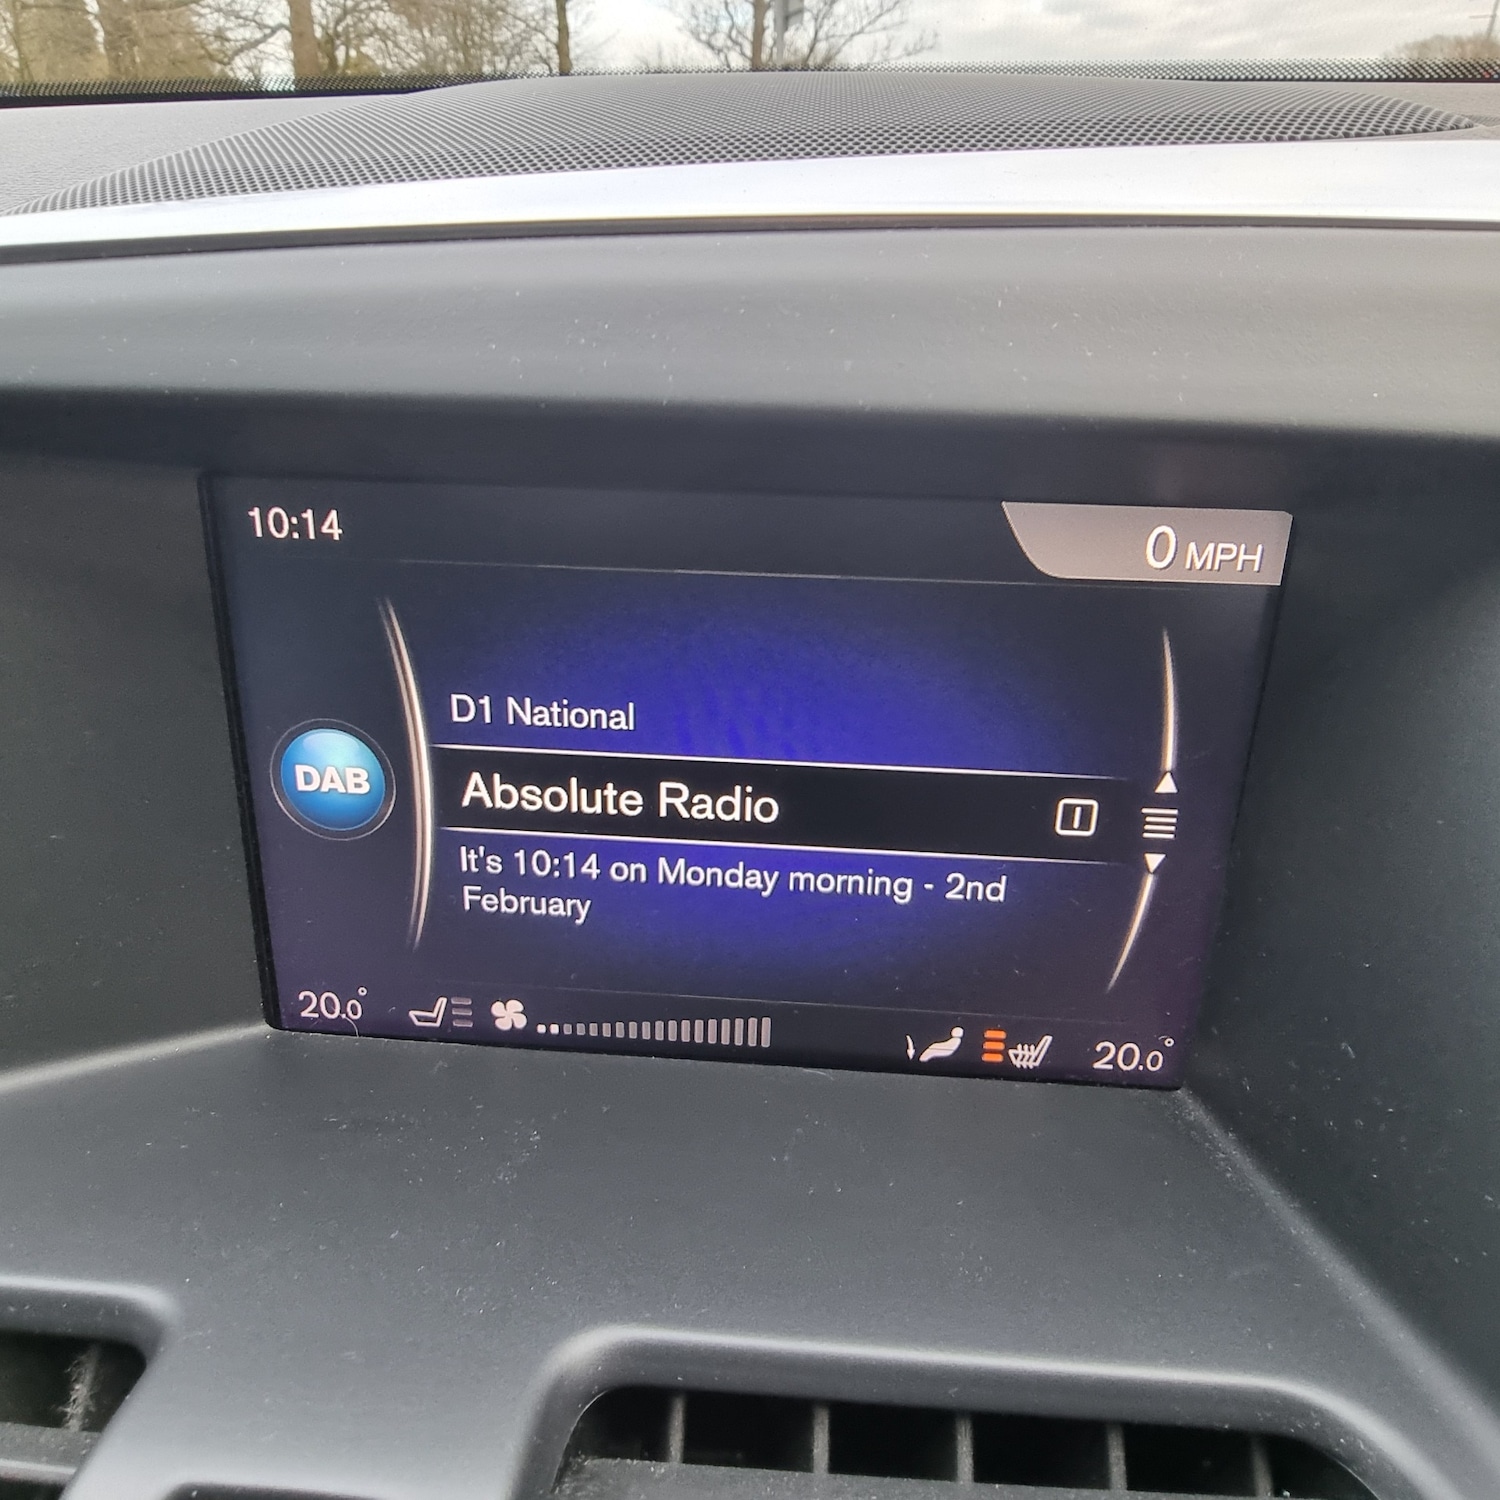 10:14
0 MPH
D1 National
DAB
Absolute Radio
It's 10:14 on Monday morning - 2nd
February
20.0°
20.0°